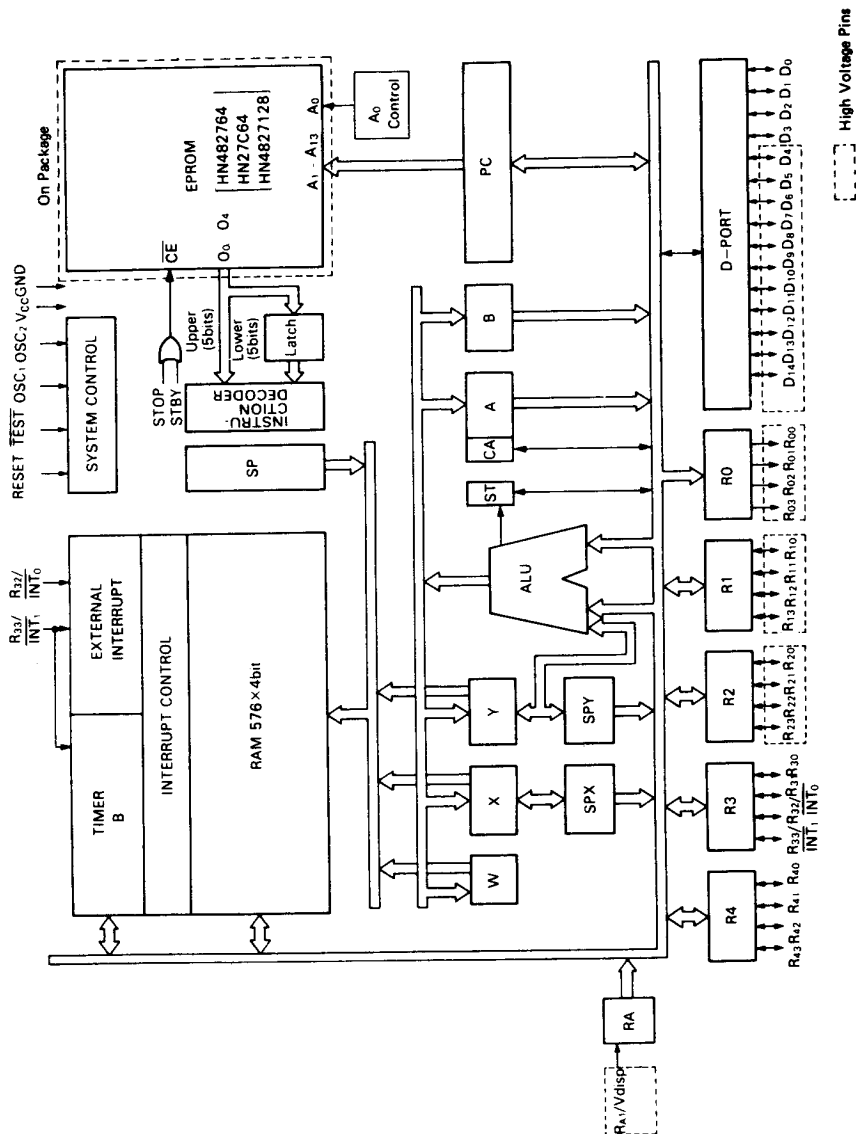 On Package
EPROM
HN482764
HN27C64
HN4827128
A1 - A13 A0
A0
Control
CE
O0 O4
RESET TEST OSC1 OSC2 VCC GND
SYSTEM CONTROL
STOP
STBY
Upper
(5bits)
Lower
(5bits)
Latch
INSTRU-
CTION
DECODER
SP
R33/
INT1
R32/
INT0
TIMER
B
EXTERNAL
INTERRUPT
INTERRUPT CONTROL
RAM 576×4bit
PC
B
A
CA
ST
ALU
Y
X
W
SPY
SPX
RA
RA1/Vdisp
D-PORT
R0
R1
R2
R3
R4
D14 D13 D12 D11 D10 D9 D8 D7 D6 D5 D4 D3 D2 D1 D0
R03 R02 R01 R00
R13 R12 R11 R10
R23 R22 R21 R20
R33/ R32/ R31 R30
INT1 INT0
R43 R42 R41 R40
High Voltage Pins